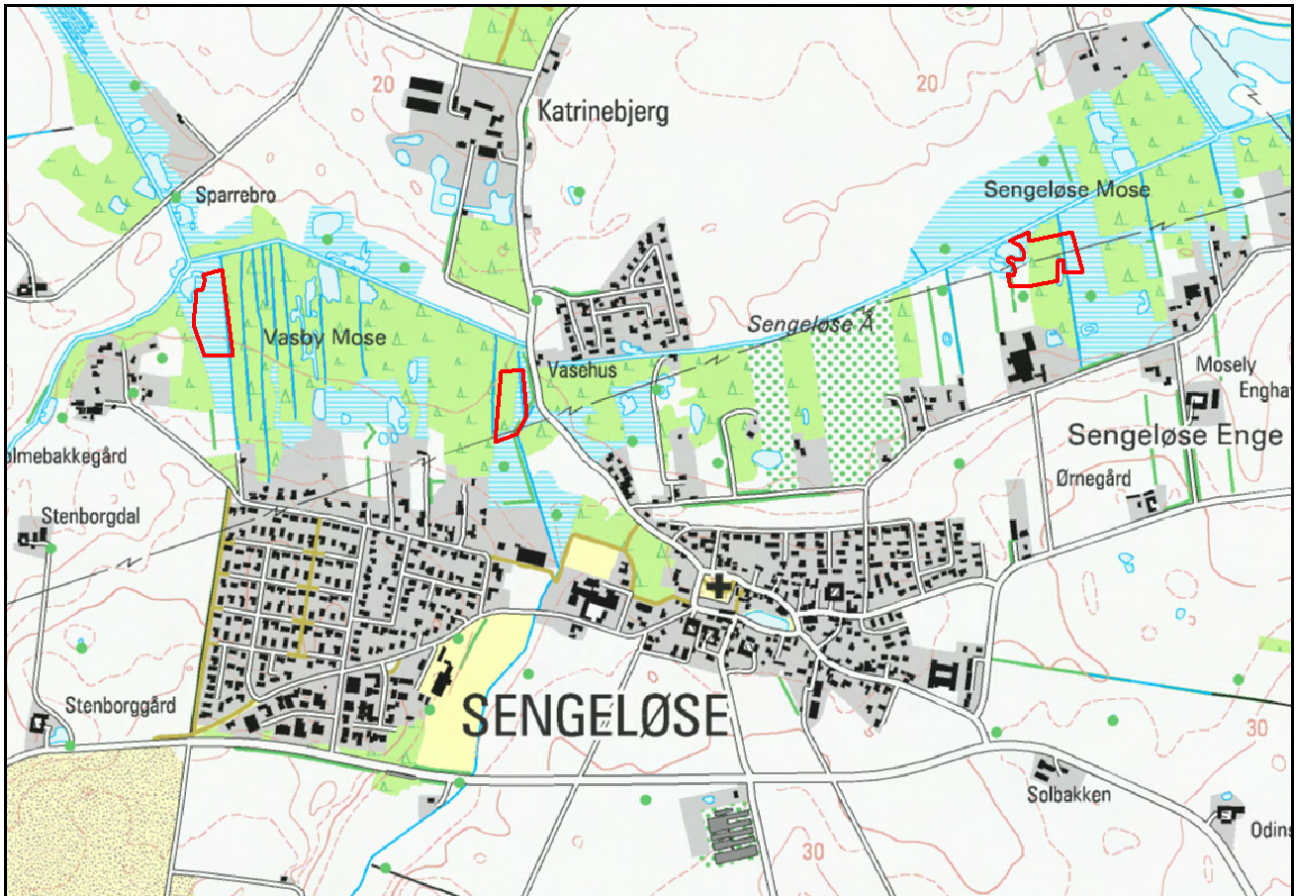 20
20
Katrinebjerg
Sengeløse Mose
Sparrebro
Sengeløse Å
Vasby Mose
Vasehus
Mosely
Engha
Sengeløse Enge
olmebakkegård
Ørnegård
Stenborgdal
Stenborggård
SENGELØSE
30
Solbakken
Odins
30